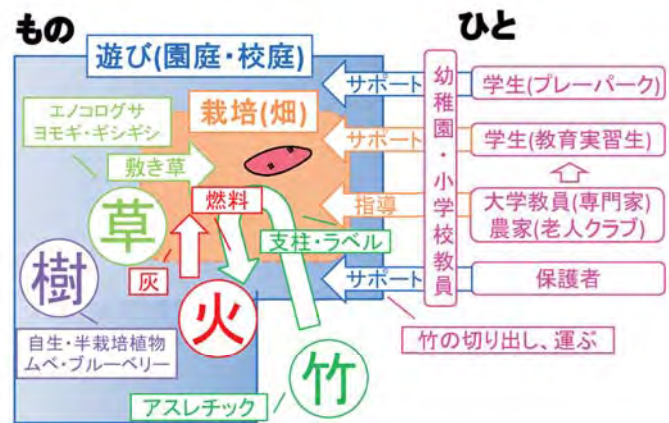 もの
ひと
遊び(園庭・校庭)
エノコログサ
ヨモギ・ギシギシ
栽培(畑)
敷き草
草
燃料
支柱・ラベル
灰
樹
火
竹
自生・半栽培植物
ムベ・ブルーベリー
アスレチック
サポート
サポート
指導
サポート
幼稚園・小学校教員
学生(プレーパーク)
学生(教育実習生)
大学教員(専門家)
農家(老人クラブ)
保護者
竹の切り出し、運ぶ